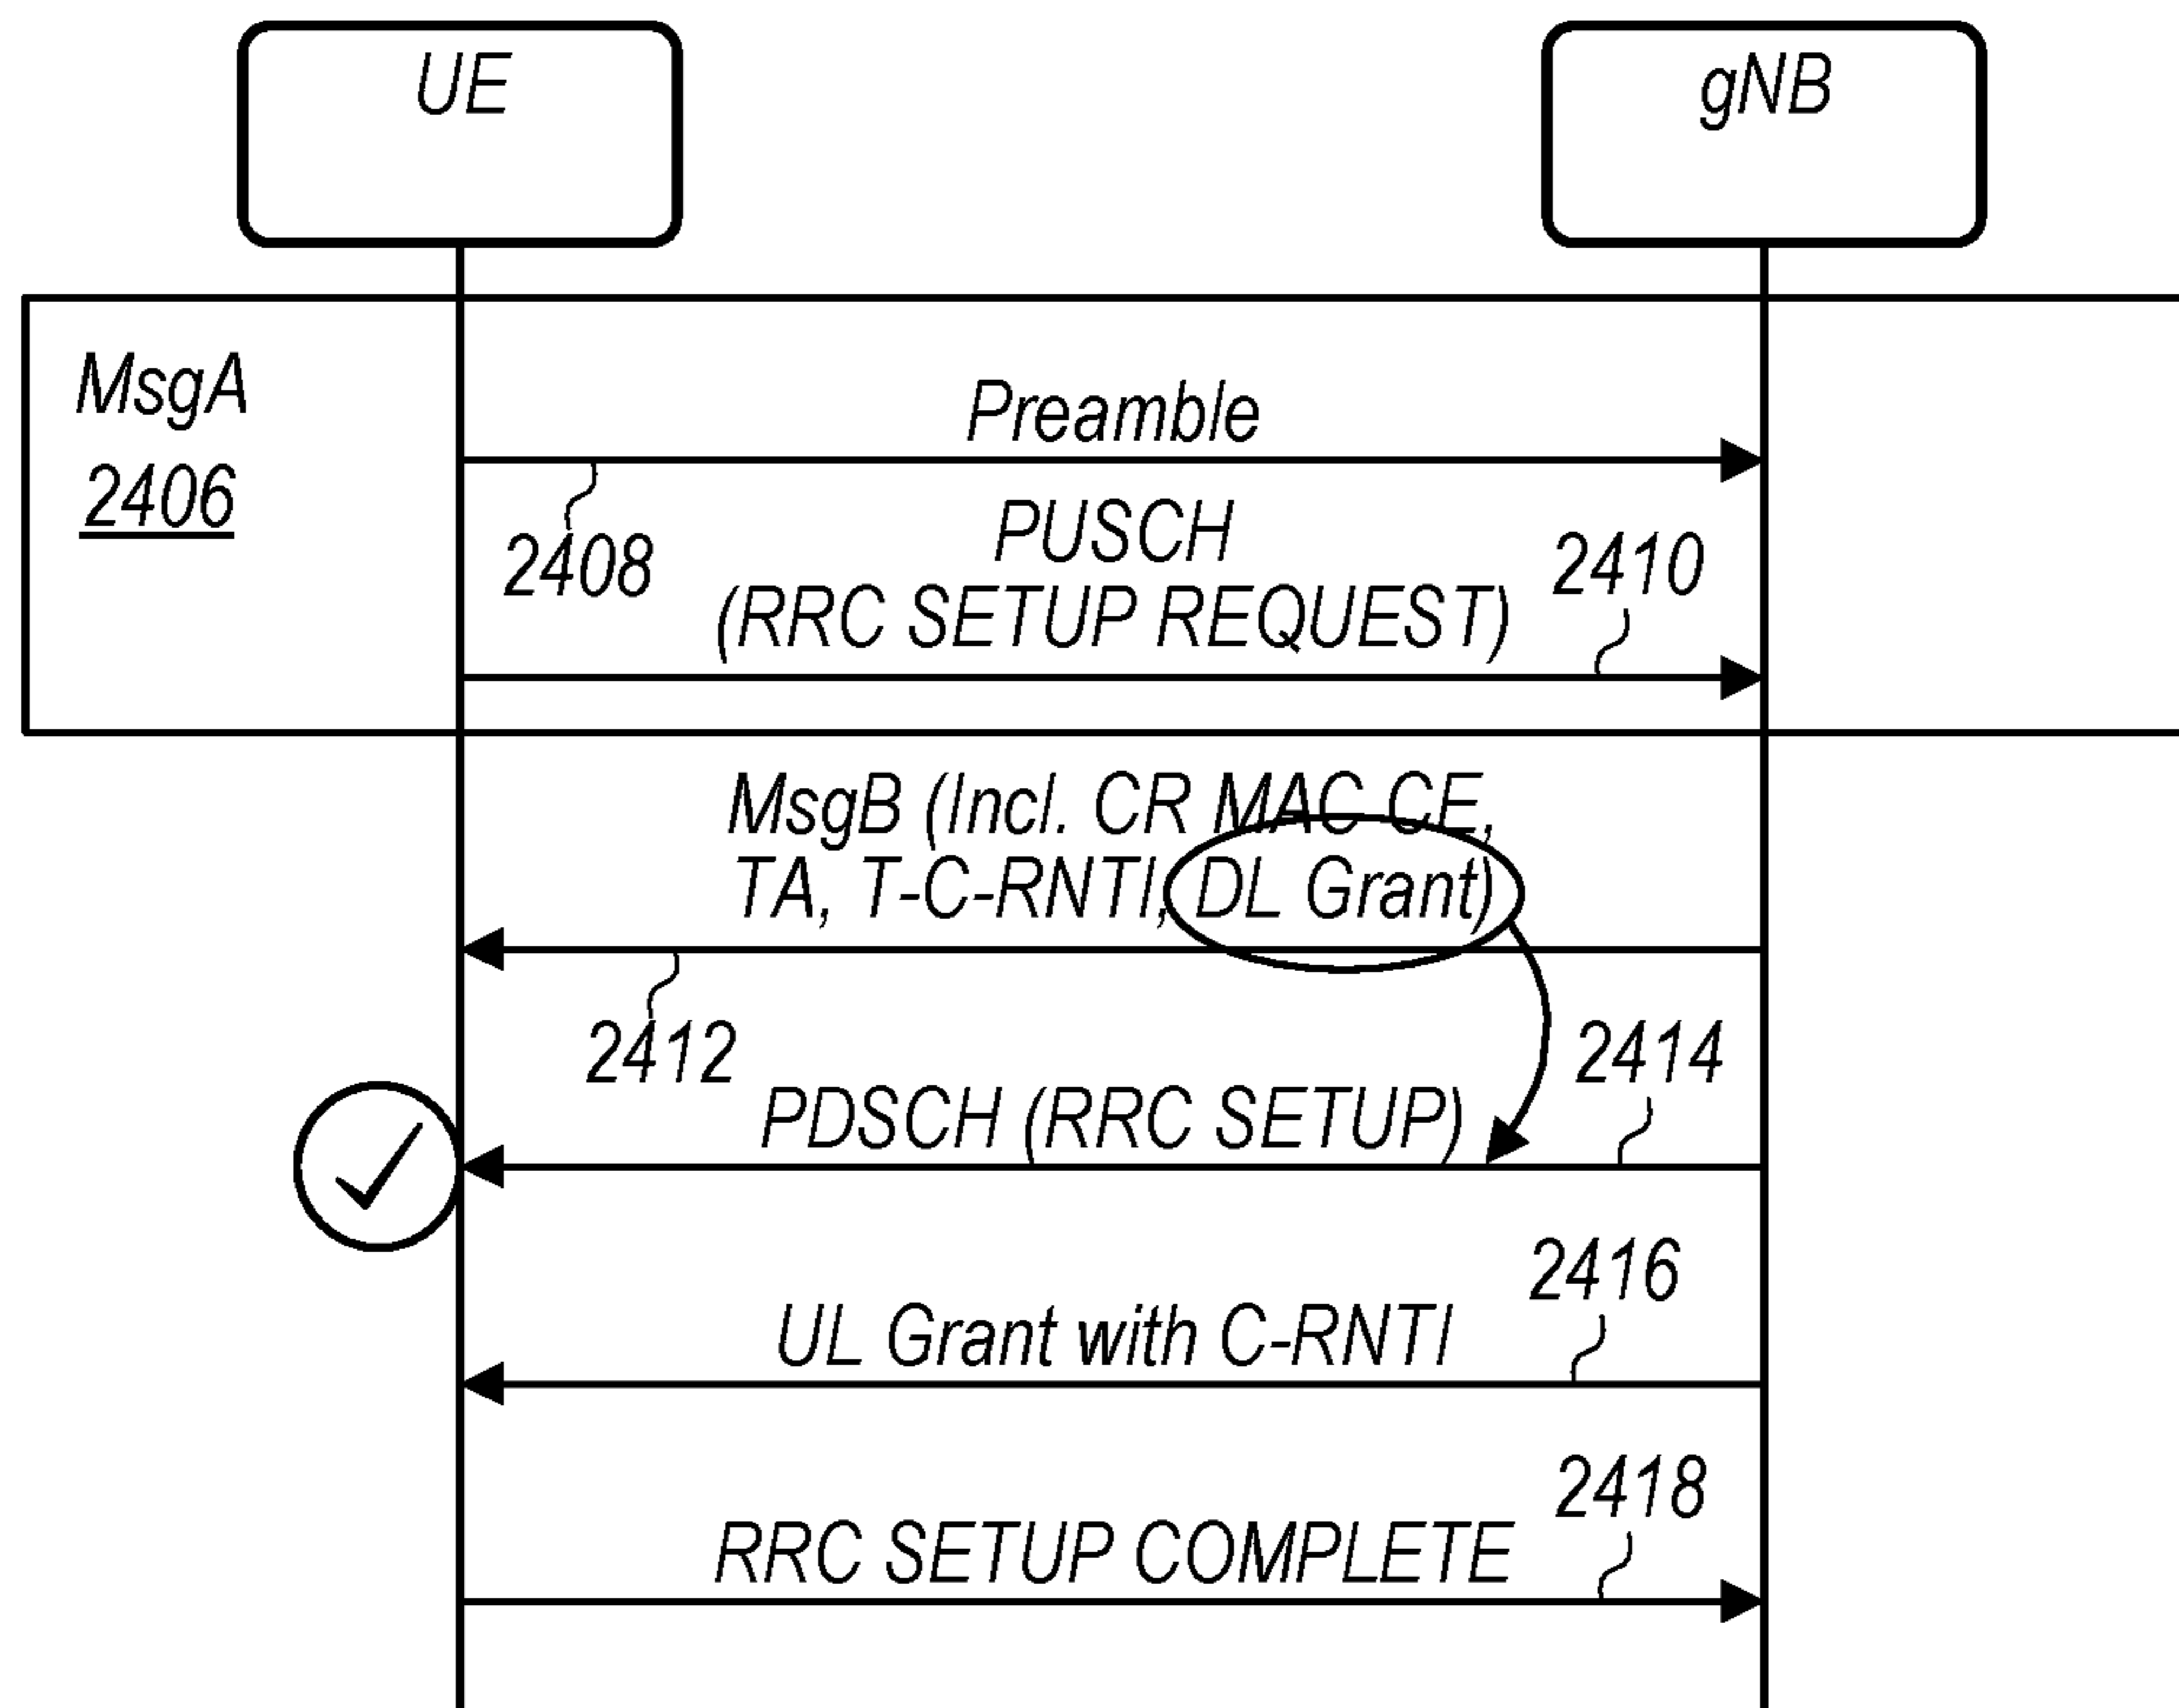 UE
gNB
MsgA
2406
Preamble
2408
PUSCH
(RRC SETUP REQUEST)
2410
MsgB (Incl. CR MAC CE,
TA, T-C-RNTI, DL Grant)
2412
2414
PDSCH (RRC SETUP)
2416
UL Grant with C-RNTI
2418
RRC SETUP COMPLETE